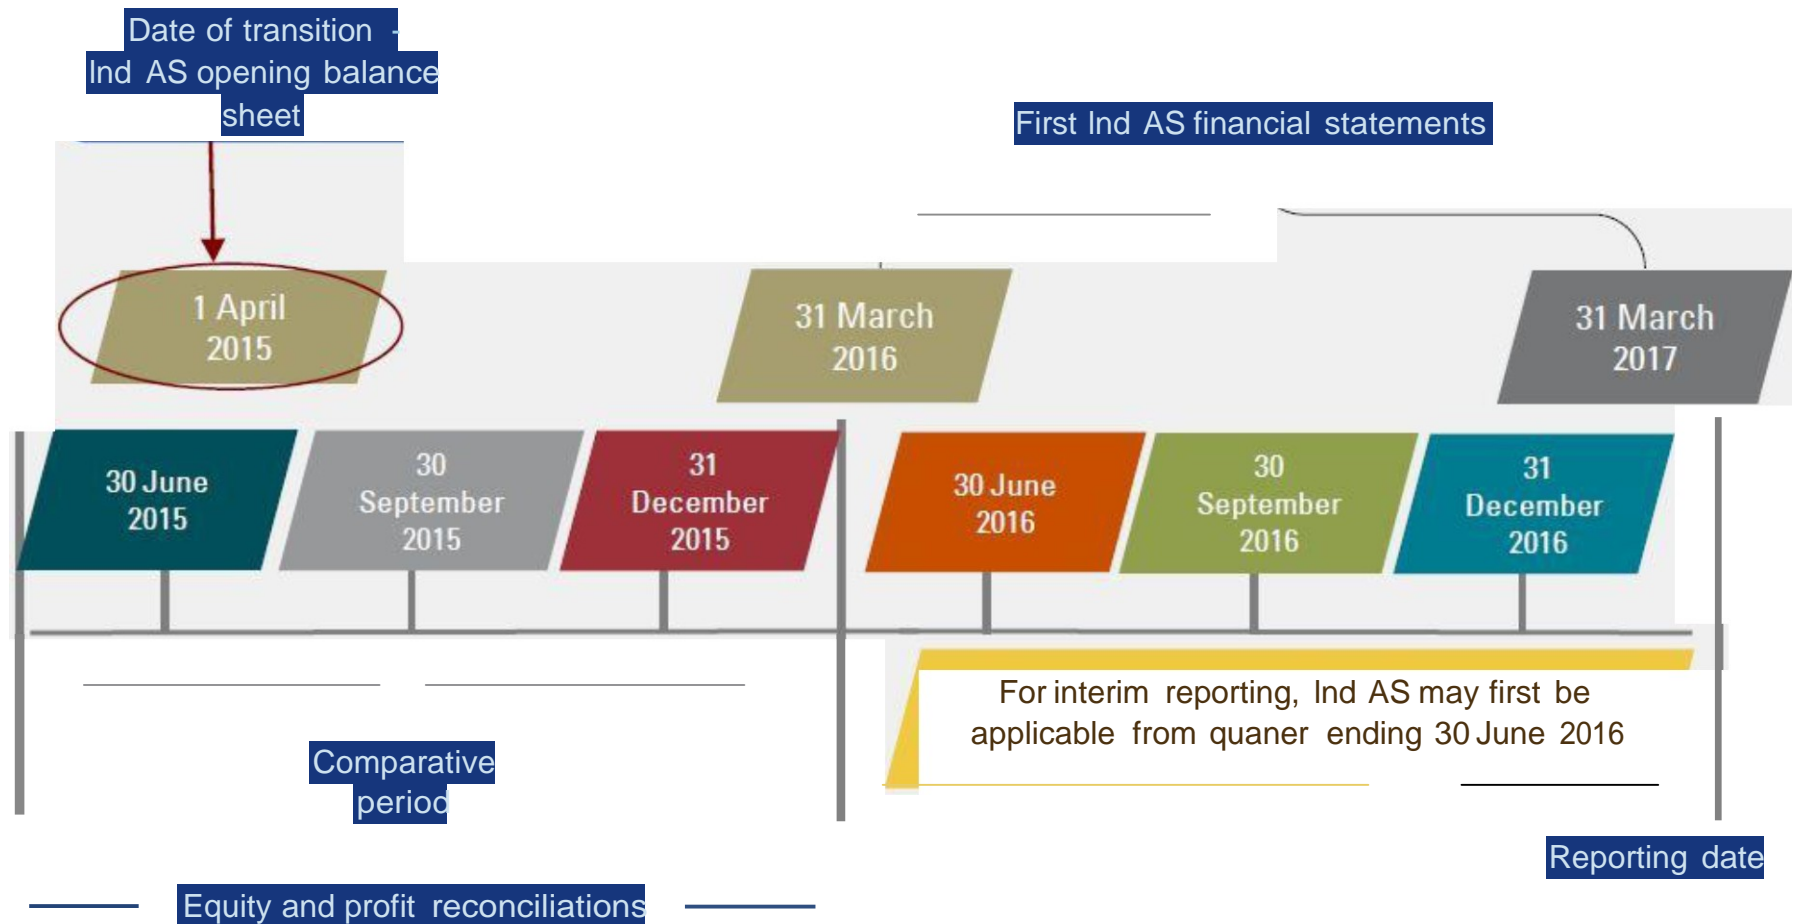 Date of transition -
Ind AS opening balance
sheet
First Ind AS financial statements
1 April
2015
31 March
2016
31 March
2017
30 June
2015
30
September
2015
31
December
2015
30 June
2016
30
September
2016
31
December
2016
For interim reporting, Ind AS may first be
applicable from quaner ending 30 June 2016
Comparative
period
Reporting date
Equity and profit reconciliations